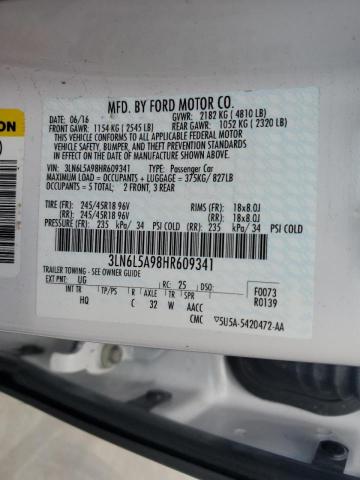 MFD. BY FORD MOTOR CO.
DATE: 06/16 GVWR: 2182 KG ( 4810 LB)
FRONT GAWR: 1154 KG ( 2545 LB) REAR GAWR: 1052 KG ( 2320 LB)
THIS VEHICLE CONFORMS TO ALL APPLICABLE FEDERAL MOTOR
VEHICLE SAFETY, BUMPER, AND THEFT PREVENTION STANDARDS
IN EFFECT ON THE DATE OF MANUFACTURE SHOWN ABOVE.
VIN: 3LN6L5A98HR609341 TYPE: Passenger Car
MAXIMUM LOAD = OCCUPANTS + LUGGAGE = 375KG/827LB
OCCUPANTS = 5 TOTAL: 2 FRONT, 3 REAR
TIRE (FR): 245/45R18 96V RIMS (FR): 18x8.0J
(RR): 245/45R18 96V (RR): 18x8.0J
PRESSURE (FR): 235 kPa/ 34 PSI COLD (RR): 235 kPa/ 34 PSI COLD
3LN6L5A98HR609341
TRAILER TOWING - SEE OWNERS MANUAL
EXT PNT: UG RC: 25 DSO: F0073
INT TR TP/PS R AXLE TR SPR R0139
HQ C 32 W AACC
CMC 5U5A-5420472-AA